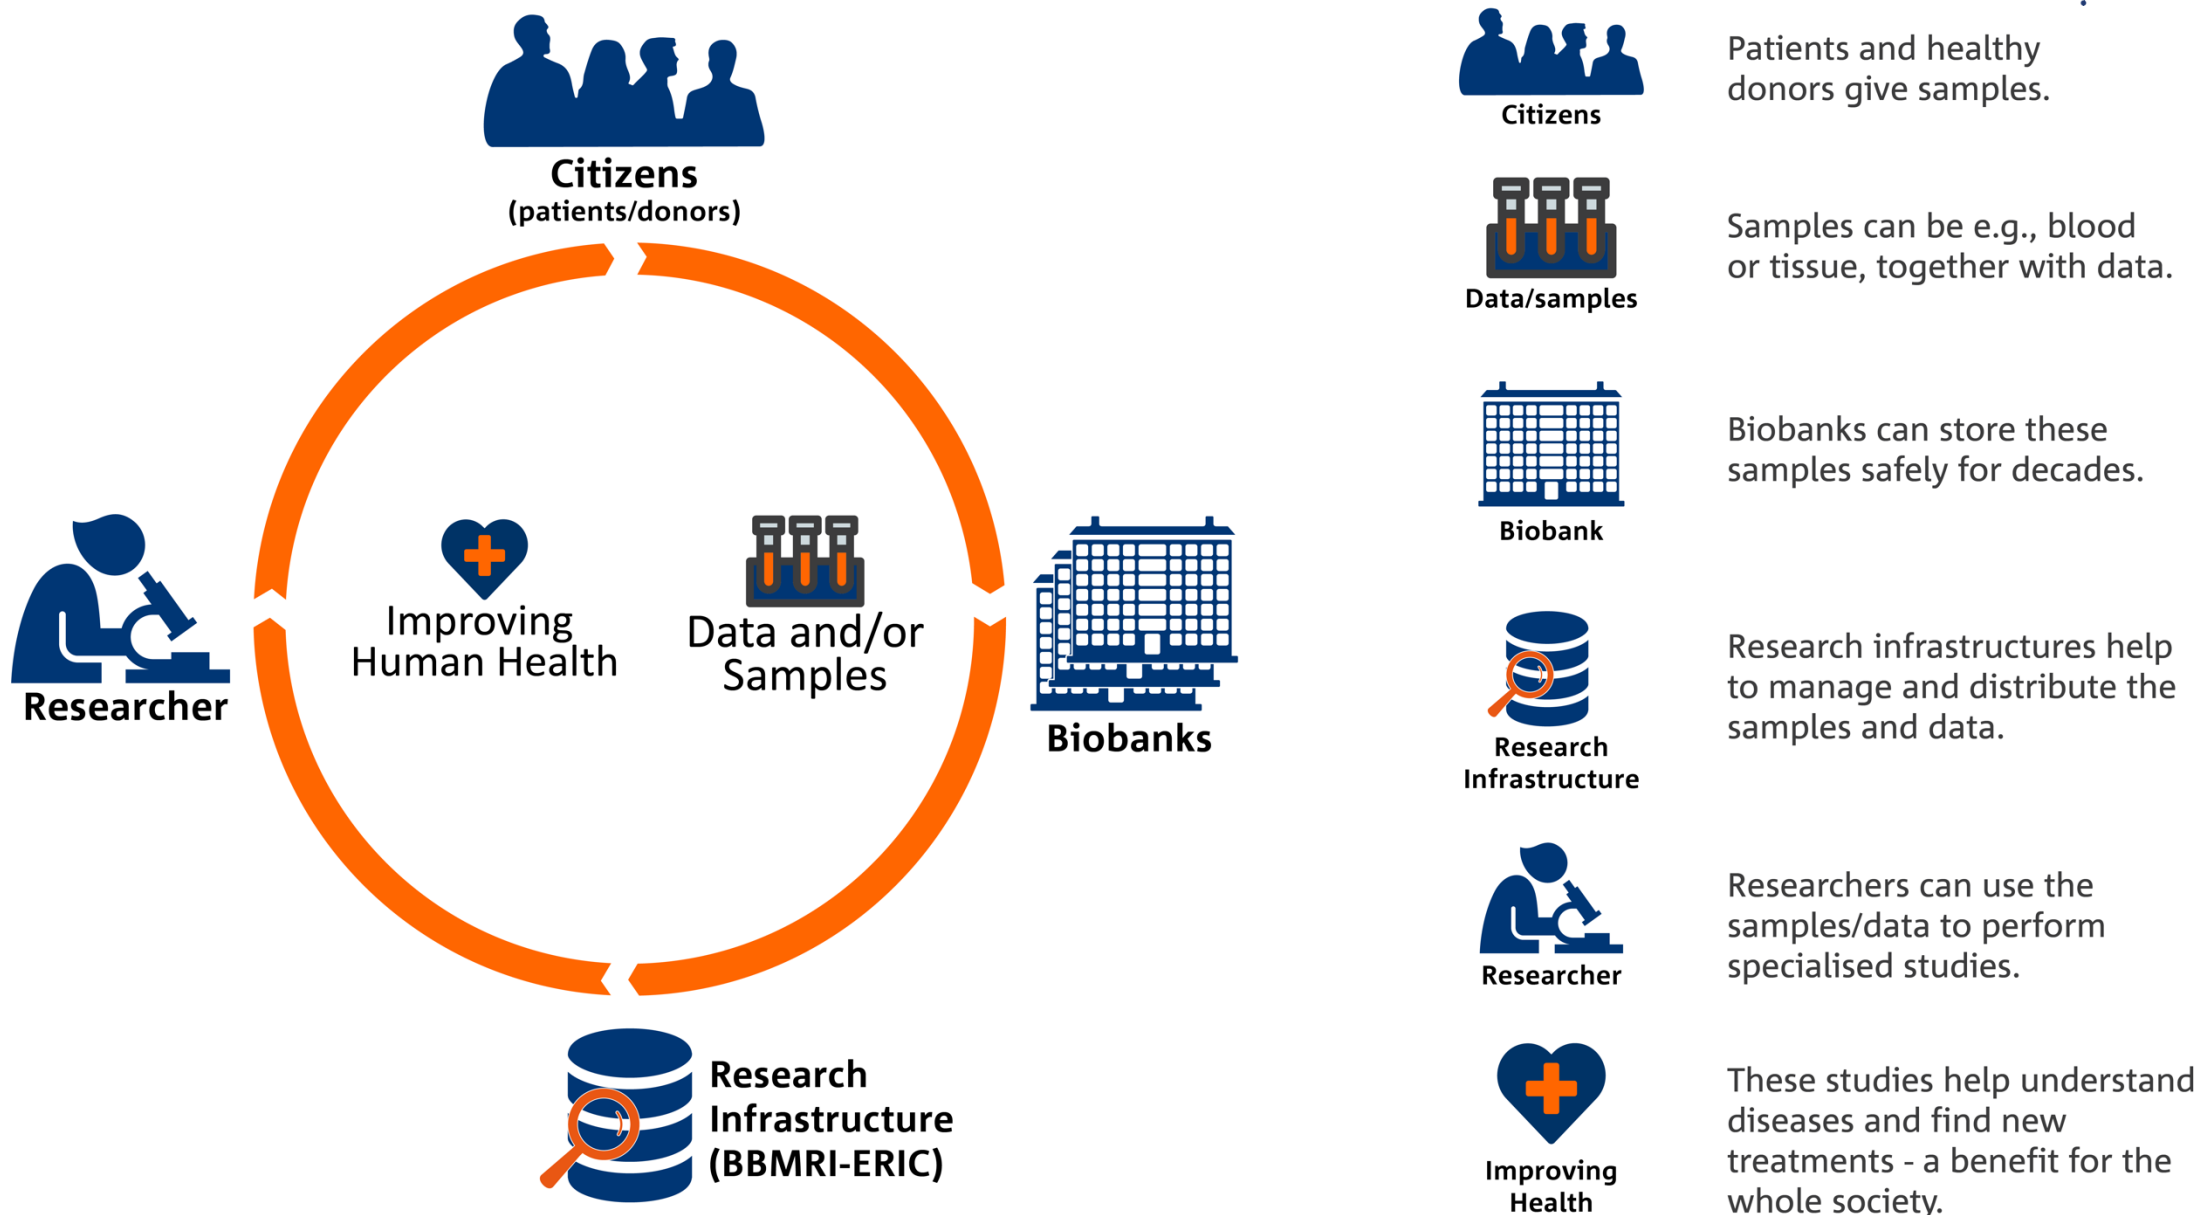 Citizens
(patients/donors)
Researcher
Improving
Human Health
Data and/or
Samples
Biobanks
Research
Infrastructure
(BBMRI-ERIC)
Citizens
Patients and healthy
donors give samples.
Data/samples
Samples can be e.g., blood
or tissue, together with data.
Biobank
Biobanks can store these
samples safely for decades.
Research
Infrastructure
Research infrastructures help
to manage and distribute the
samples and data.
Researcher
Researchers can use the
samples/data to perform
specialised studies.
Improving
Health
These studies help understand
diseases and find new
treatments - a benefit for the
whole society.